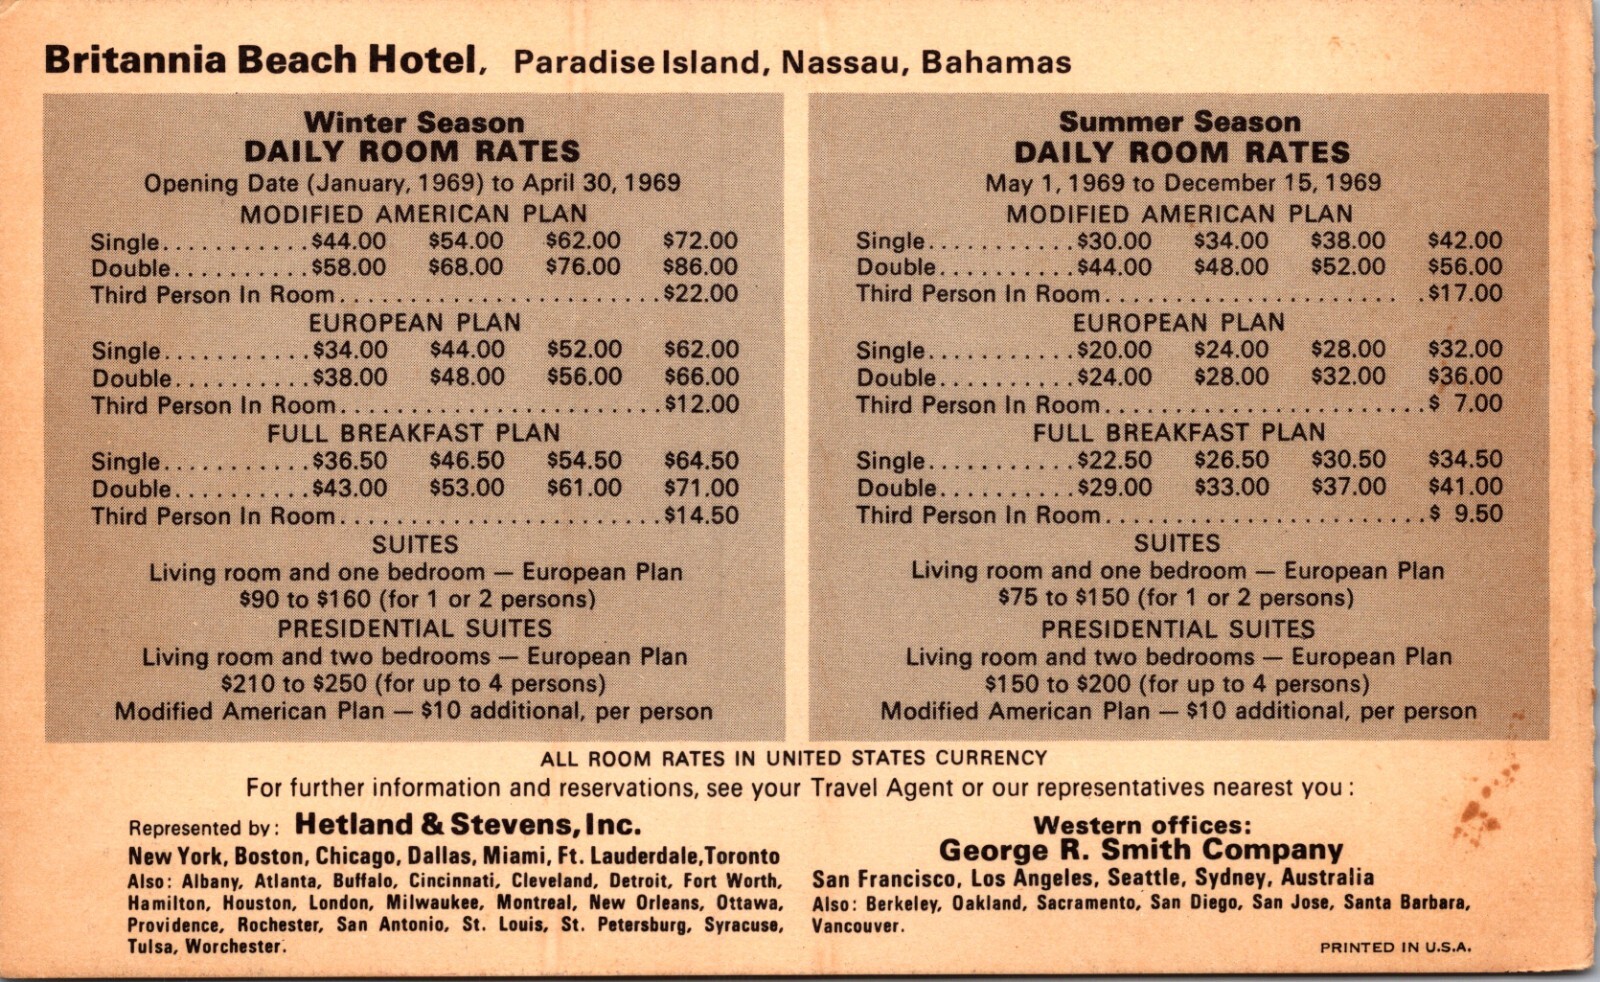 Britannia Beach Hotel, Paradise Island, Nassau, Bahamas
Winter Season
DAILY ROOM RATES
Opening Date (January, 1969) to April 30, 1969
MODIFIED AMERICAN PLAN
Single...........$44.00 $54.00 $62.00 $72.00
Double..........$58.00 $68.00 $76.00 $86.00
Third Person In Room.......................$22.00
EUROPEAN PLAN
Single...........$34.00 $44.00 $52.00 $62.00
Double..........$38.00 $48.00 $56.00 $66.00
Third Person In Room.......................$12.00
FULL BREAKFAST PLAN
Single...........$36.50 $46.50 $54.50 $64.50
Double..........$43.00 $53.00 $61.00 $71.00
Third Person In Room.......................$14.50
SUITES
Living room and one bedroom — European Plan
$90 to $160 (for 1 or 2 persons)
PRESIDENTIAL SUITES
Living room and two bedrooms — European Plan
$210 to $250 (for up to 4 persons)
Modified American Plan — $10 additional, per person
Summer Season
DAILY ROOM RATES
May 1, 1969 to December 15, 1969
MODIFIED AMERICAN PLAN
Single...........$30.00 $34.00 $38.00 $42.00
Double..........$44.00 $48.00 $52.00 $56.00
Third Person In Room..................... .$17.00
EUROPEAN PLAN
Single...........$20.00 $24.00 $28.00 $32.00
Double..........$24.00 $28.00 $32.00 $36.00
Third Person In Room.......................$ 7.00
FULL BREAKFAST PLAN
Single...........$22.50 $26.50 $30.50 $34.50
Double..........$29.00 $33.00 $37.00 $41.00
Third Person In Room.......................$ 9.50
SUITES
Living room and one bedroom — European Plan
$75 to $150 (for 1 or 2 persons)
PRESIDENTIAL SUITES
Living room and two bedrooms — European Plan
$150 to $200 (for up to 4 persons)
Modified American Plan — $10 additional, per person
ALL ROOM RATES IN UNITED STATES CURRENCY
For further information and reservations, see your Travel Agent or our representatives nearest you :
Represented by : Hetland & Stevens, Inc.
New York, Boston, Chicago, Dallas, Miami, Ft. Lauderdale, Toronto
Also: Albany, Atlanta, Buffalo, Cincinnati, Cleveland, Detroit, Fort Worth,
Hamilton, Houston, London, Milwaukee, Montreal, New Orleans, Ottawa,
Providence, Rochester, San Antonio, St. Louis, St. Petersburg, Syracuse,
Tulsa, Worchester.
Western offices:
George R. Smith Company
San Francisco, Los Angeles, Seattle, Sydney, Australia
Also: Berkeley, Oakland, Sacramento, San Diego, San Jose, Santa Barbara,
Vancouver.
PRINTED IN U.S.A.